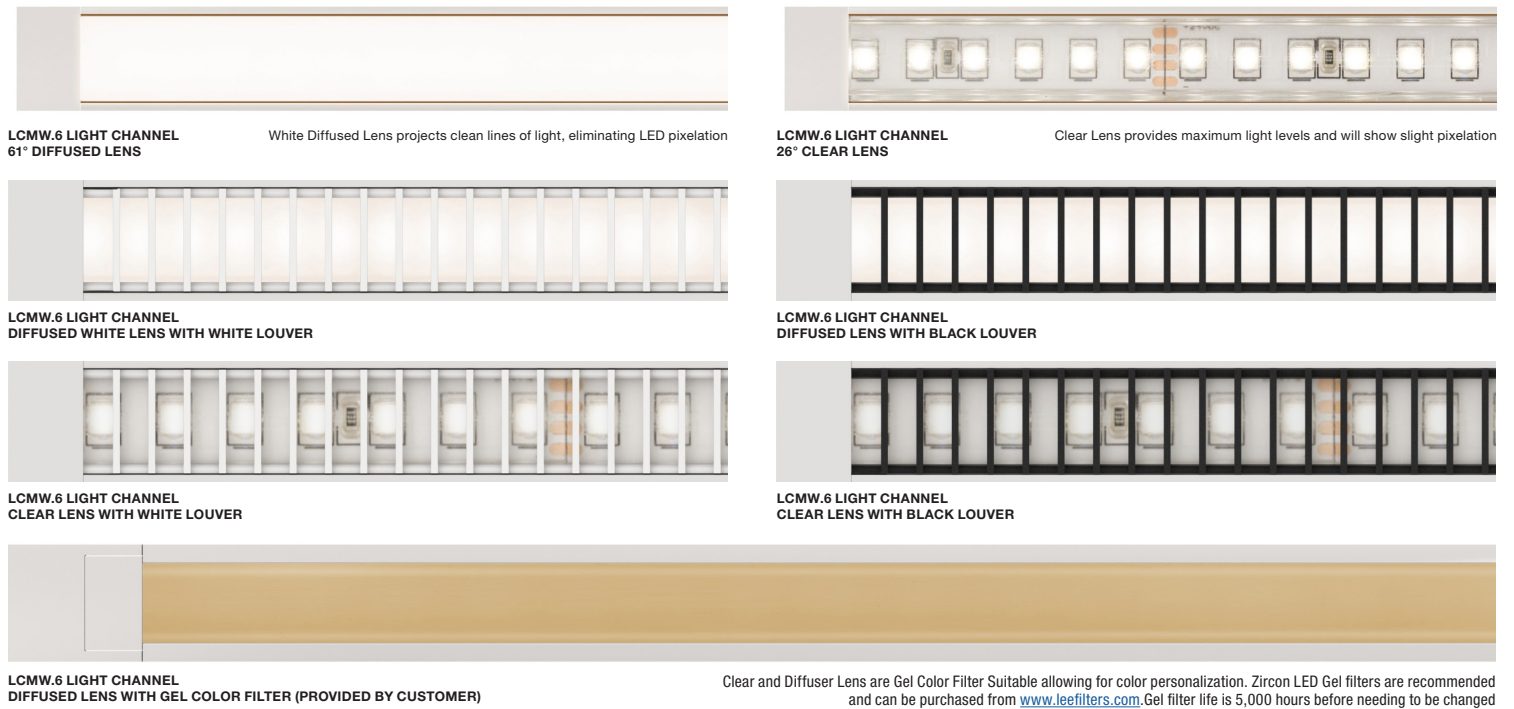 LCMW.6 LIGHT CHANNEL
61° DIFFUSED LENS
White Diffused Lens projects clean lines of light, eliminating LED pixelation
LCMW.6 LIGHT CHANNEL
26° CLEAR LENS
Clear Lens provides maximum light levels and will show slight pixelation
LCMW.6 LIGHT CHANNEL
DIFFUSED WHITE LENS WITH WHITE LOUVER
LCMW.6 LIGHT CHANNEL
DIFFUSED LENS WITH BLACK LOUVER
LCMW.6 LIGHT CHANNEL
CLEAR LENS WITH WHITE LOUVER
LCMW.6 LIGHT CHANNEL
CLEAR LENS WITH BLACK LOUVER
LCMW.6 LIGHT CHANNEL
DIFFUSED LENS WITH GEL COLOR FILTER (PROVIDED BY CUSTOMER)
Clear and Diffuser Lens are Gel Color Filter Suitable allowing for color personalization. Zircon LED Gel filters are recommended
and can be purchased from www.leefilters.com.Gel filter life is 5,000 hours before needing to be changed